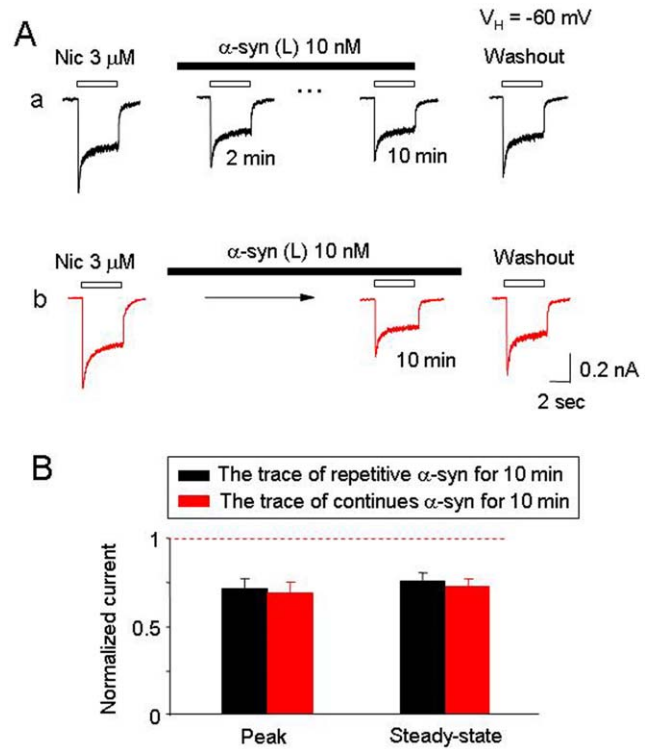 A
V_H = -60 mV
Nic 3 μM
α-syn (L) 10 nM
Washout
a
...
2 min
10 min
Nic 3 μM
α-syn (L) 10 nM
Washout
b
10 min
0.2 nA
2 sec
B
The trace of repetitive α-syn for 10 min
The trace of continues α-syn for 10 min
Normalized current
1
0.5
0
Peak
Steady-state